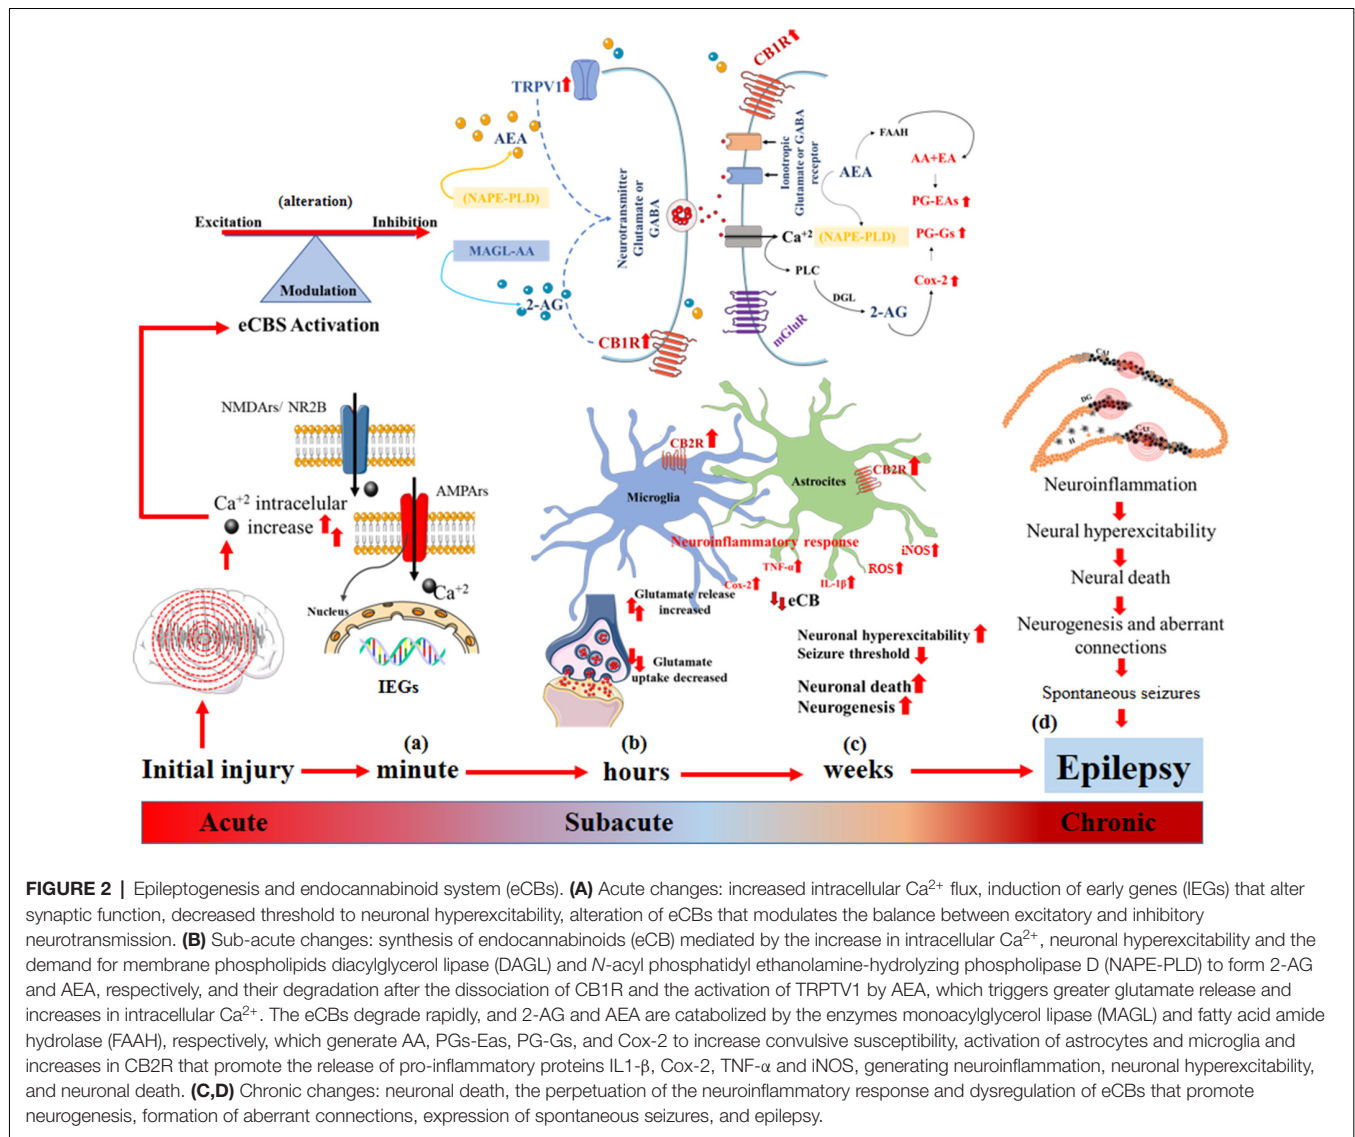 CB1R
TRPV1
AEA
(NAPE-PLD)
MAGL-AA
2-AG
CB1R
Neurotransmitter
Glutamate or
GABA
Ionotropic
Glutamate or GABA
receptor
FAAH
AEA
AA+EA
PG-EAs
PG-Gs
Ca+2
(NAPE-PLD)
PLC
DGL
2-AG
Cox-2
mGluR
(alteration)
Excitation
Inhibition
Modulation
eCBS Activation
NMDArs/ NR2B
Ca+2 intracelular
increase
AMPArs
Ca+2
Nucleus
IEGs
CB2R
Microglia
CB2R
Astrocites
Neuroinflammatory response
Cox-2
TNF-α
IL-1β
ROS
iNOS
Glutamate release
increased
Glutamate
uptake decreased
eCB
Neuronal hyperexcitability
Seizure threshold
Neuronal death
Neurogenesis
CA1
DG
H
Neuroinflammation
Neural hyperexcitability
Neural death
Neurogenesis and aberrant
connections
Spontaneous seizures
(a)
(b)
(c)
(d)
Initial injury
minute
hours
weeks
Epilepsy
Acute
Subacute
Chronic
FIGURE 2 | Epileptogenesis and endocannabinoid system (eCBs). (A) Acute changes: increased intracellular Ca2+ flux, induction of early genes (IEGs) that alter
synaptic function, decreased threshold to neuronal hyperexcitability, alteration of eCBs that modulates the balance between excitatory and inhibitory
neurotransmission. (B) Sub-acute changes: synthesis of endocannabinoids (eCB) mediated by the increase in intracellular Ca2+, neuronal hyperexcitability and the
demand for membrane phospholipids diacylglycerol lipase (DAGL) and N-acyl phosphatidyl ethanolamine-hydrolyzing phospholipase D (NAPE-PLD) to form 2-AG
and AEA, respectively, and their degradation after the dissociation of CB1R and the activation of TRPTV1 by AEA, which triggers greater glutamate release and
increases in intracellular Ca2+. The eCBs degrade rapidly, and 2-AG and AEA are catabolized by the enzymes monoacylglycerol lipase (MAGL) and fatty acid amide
hydrolase (FAAH), respectively, which generate AA, PGs-Eas, PG-Gs, and Cox-2 to increase convulsive susceptibility, activation of astrocytes and microglia and
increases in CB2R that promote the release of pro-inflammatory proteins IL1-β, Cox-2, TNF-α and iNOS, generating neuroinflammation, neuronal hyperexcitability,
and neuronal death. (C,D) Chronic changes: neuronal death, the perpetuation of the neuroinflammatory response and dysregulation of eCBs that promote
neurogenesis, formation of aberrant connections, expression of spontaneous seizures, and epilepsy.